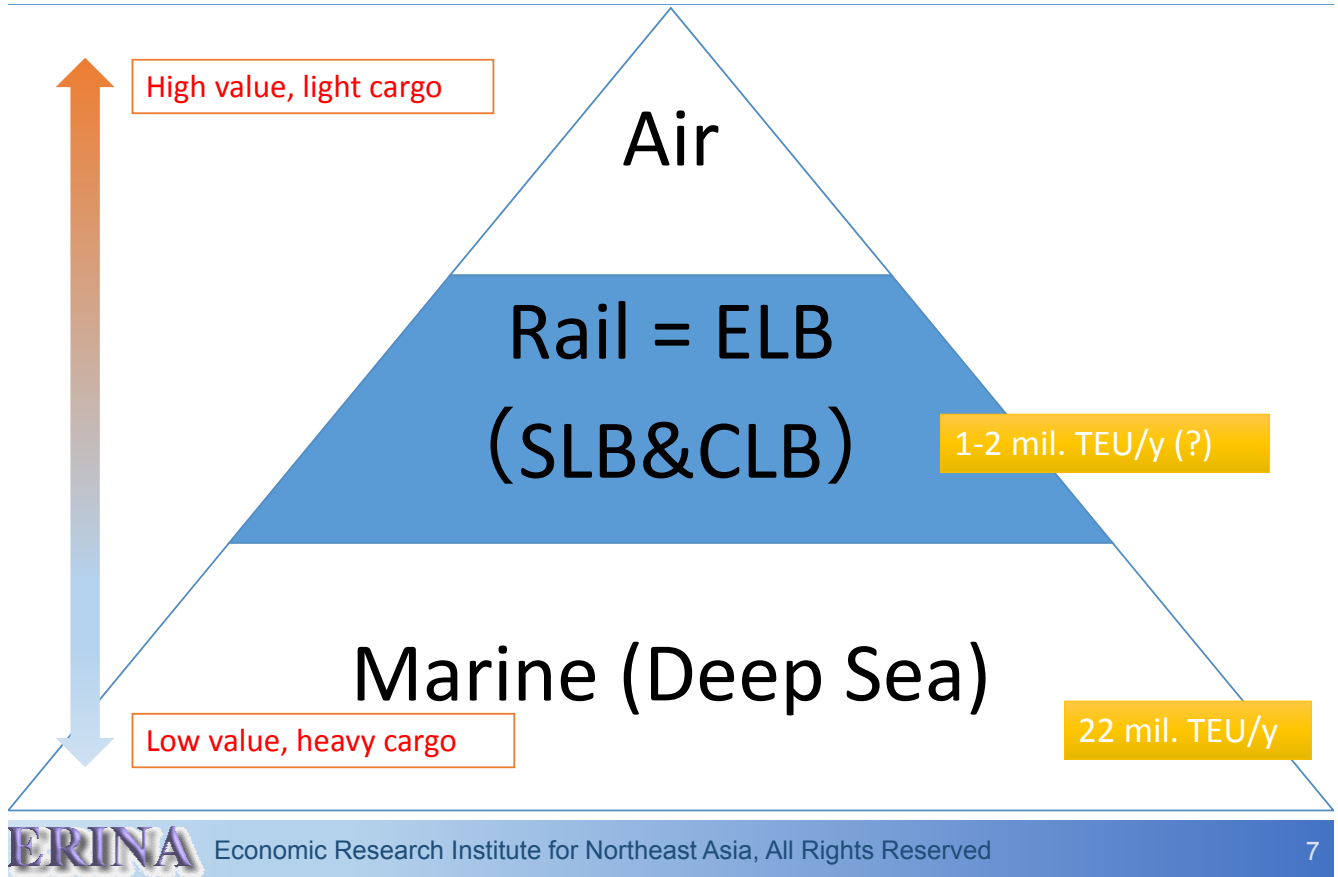 High value, light cargo
Air
Rail = ELB
（SLB&CLB）
1-2 mil. TEU/y (?)
Marine (Deep Sea)
Low value, heavy cargo
22 mil. TEU/y
ERINA Economic Research Institute for Northeast Asia, All Rights Reserved 7